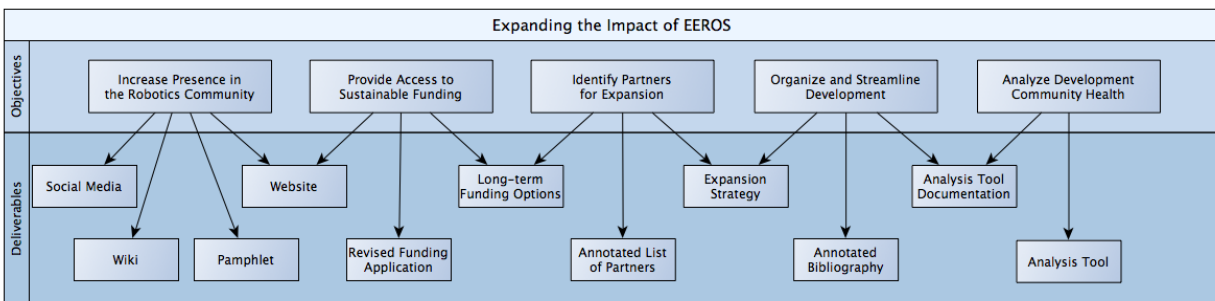 Expanding the Impact of EEROS
Objectives
Increase Presence in
the Robotics Community
Provide Access to
Sustainable Funding
Identify Partners
for Expansion
Organize and Streamline
Development
Analyze Development
Community Health
Deliverables
Social Media
Website
Long-term
Funding Options
Expansion
Strategy
Analysis Tool
Documentation
Wiki
Pamphlet
Revised Funding
Application
Annotated List
of Partners
Annotated
Bibliography
Analysis Tool